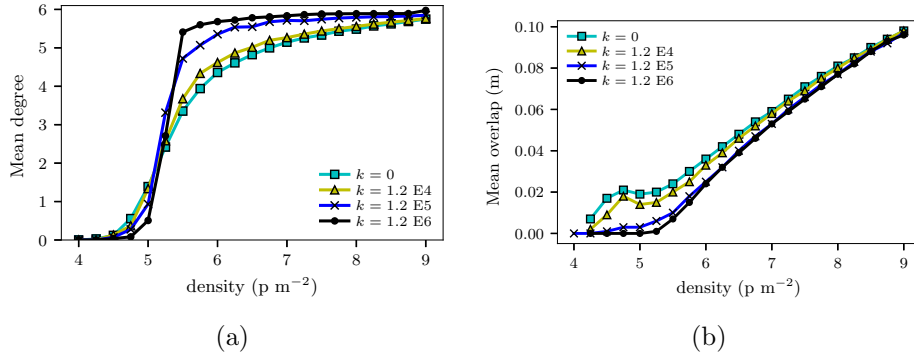 6
5
4
3
2
1
0
Mean degree
4 5 6 7 8 9
density (p m⁻²)
k = 0
k = 1.2 E4
k = 1.2 E5
k = 1.2 E6
(a)
0.10
0.08
0.06
0.04
0.02
0.00
Mean overlap (m)
4 5 6 7 8 9
density (p m⁻²)
k = 0
k = 1.2 E4
k = 1.2 E5
k = 1.2 E6
(b)